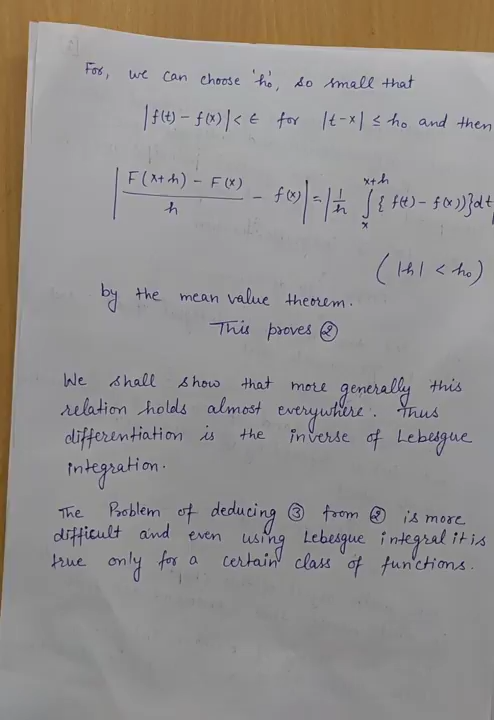 For, we can choose 'h₀', so small that
|f(t) - f(x)| < ϵ for |t-x| ≤ h₀ and then
| F(x+h) - F(x) / h - f(x) | = | 1/h ∫ₓˣ⁺ʰ { f(t) - f(x)) } dt
( |h| < h₀ )
by the mean value theorem.
This proves ②
We shall show that more generally this
relation holds almost everywhere. Thus
differentiation is the inverse of Lebesgue
integration.
The Problem of deducing ③ from ② is more
difficult and even using Lebesgue integral it is
true only for a certain class of functions.